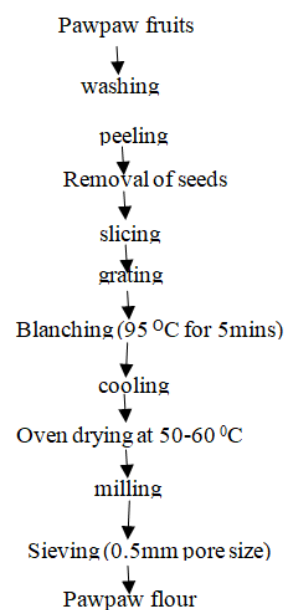 Pawpaw fruits
washing
peeling
Removal of seeds
slicing
grating
Blanching (95 ᴼC for 5mins)
cooling
Oven drying at 50-60 ⁰C
milling
Sieving (0.5mm pore size)
Pawpaw flour